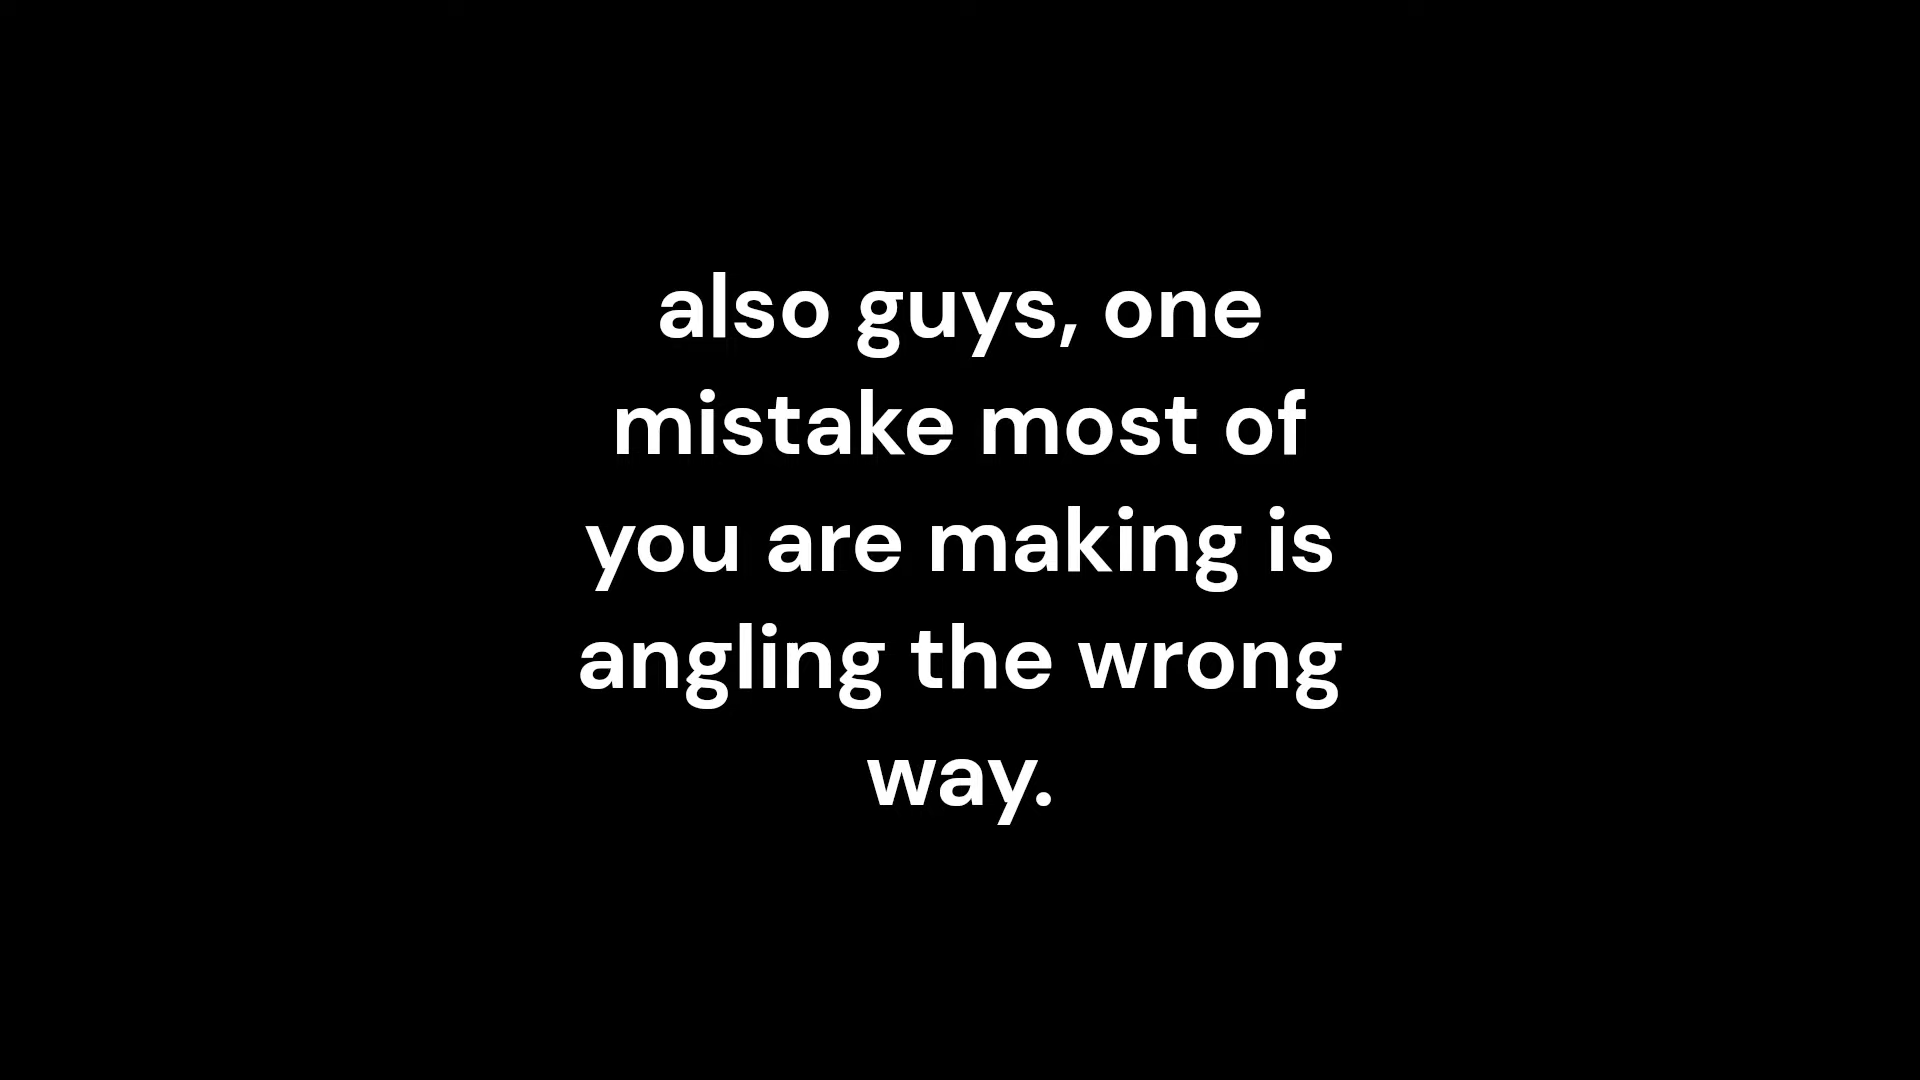 also guys, one
mistake most of
you are making is
angling the wrong
way.